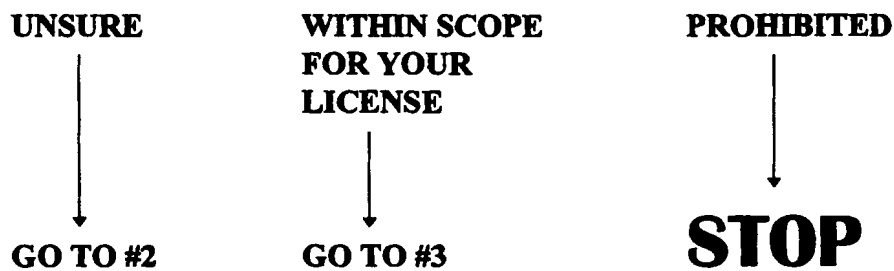 UNSURE
WITHIN SCOPE
FOR YOUR
LICENSE
PROHIBITED
GO TO #2
GO TO #3
STOP